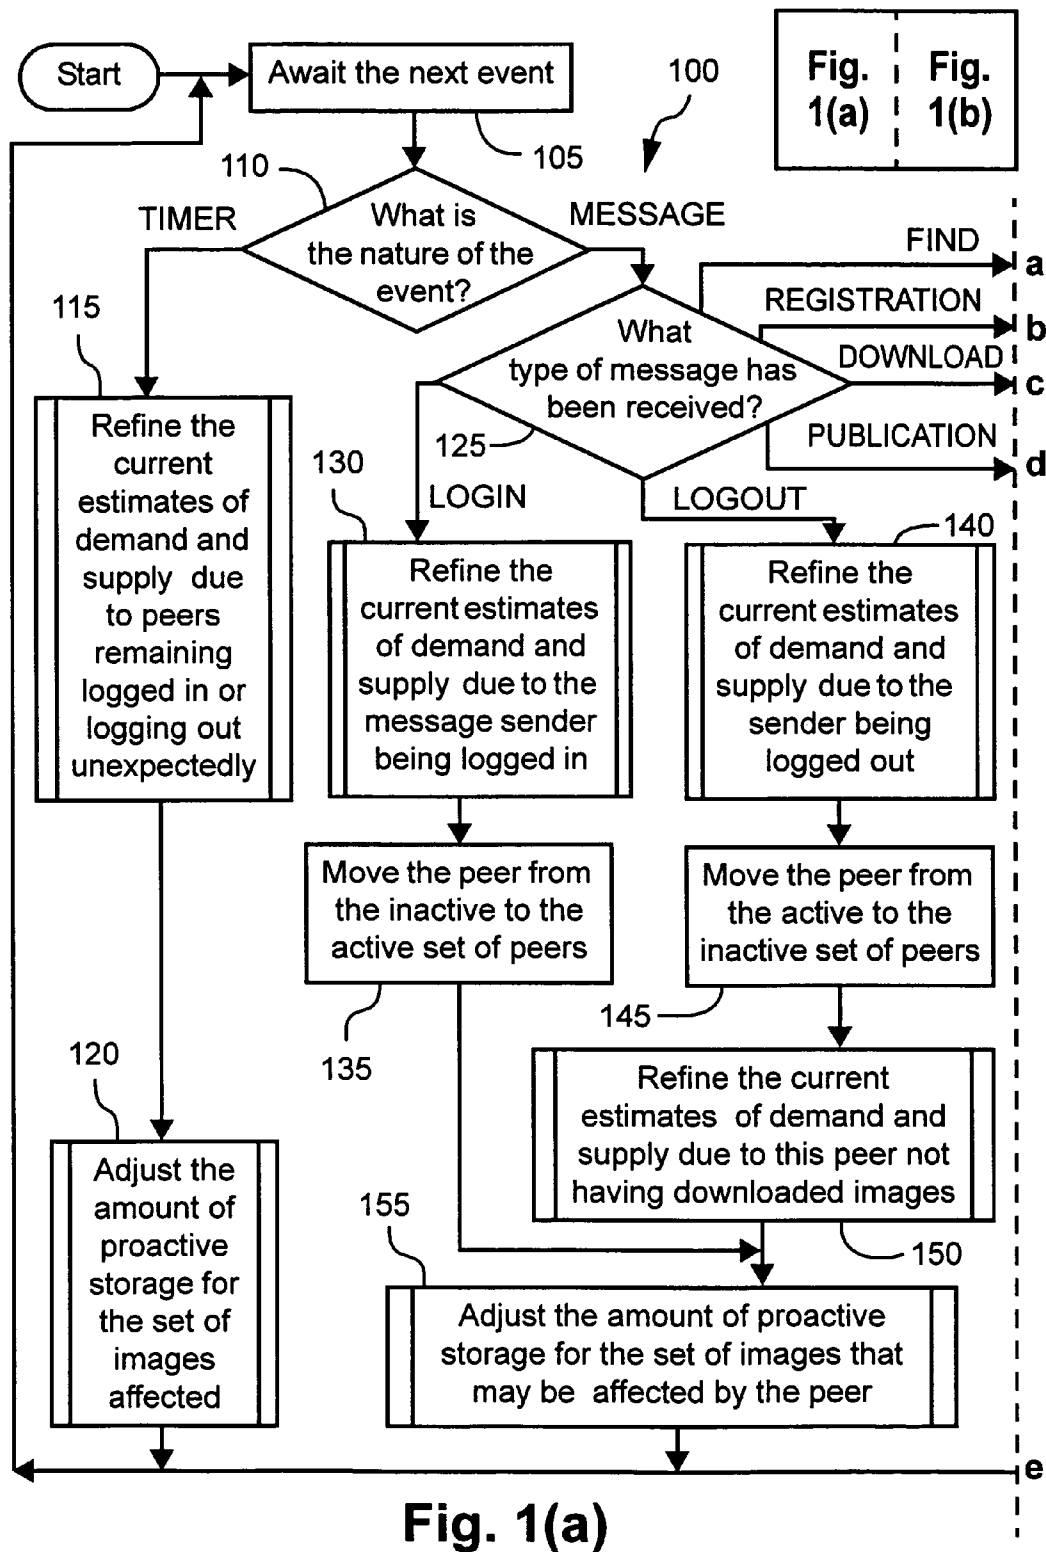 Start
Await the next event
100
Fig.
1(a)
Fig.
1(b)
105
110
TIMER
What is
the nature of the
event?
MESSAGE
FIND
a
REGISTRATION
b
DOWNLOAD
c
PUBLICATION
d
What
type of message has
been received?
125
115
Refine the
current
estimates of
demand and
supply due
to peers
remaining
logged in or
logging out
unexpectedly
130
LOGIN
LOGOUT
140
Refine the
current estimates
of demand and
supply due to the
message sender
being logged in
Refine the
current estimates
of demand and
supply due to the
sender being
logged out
Move the peer from
the inactive to the
active set of peers
135
Move the peer from
the active to the
inactive set of peers
145
120
Adjust the
amount of
proactive
storage for
the set of
images
affected
Refine the current
estimates of demand and
supply due to this peer not
having downloaded images
150
155
Adjust the amount of proactive
storage for the set of images that
may be affected by the peer
e
Fig. 1(a)